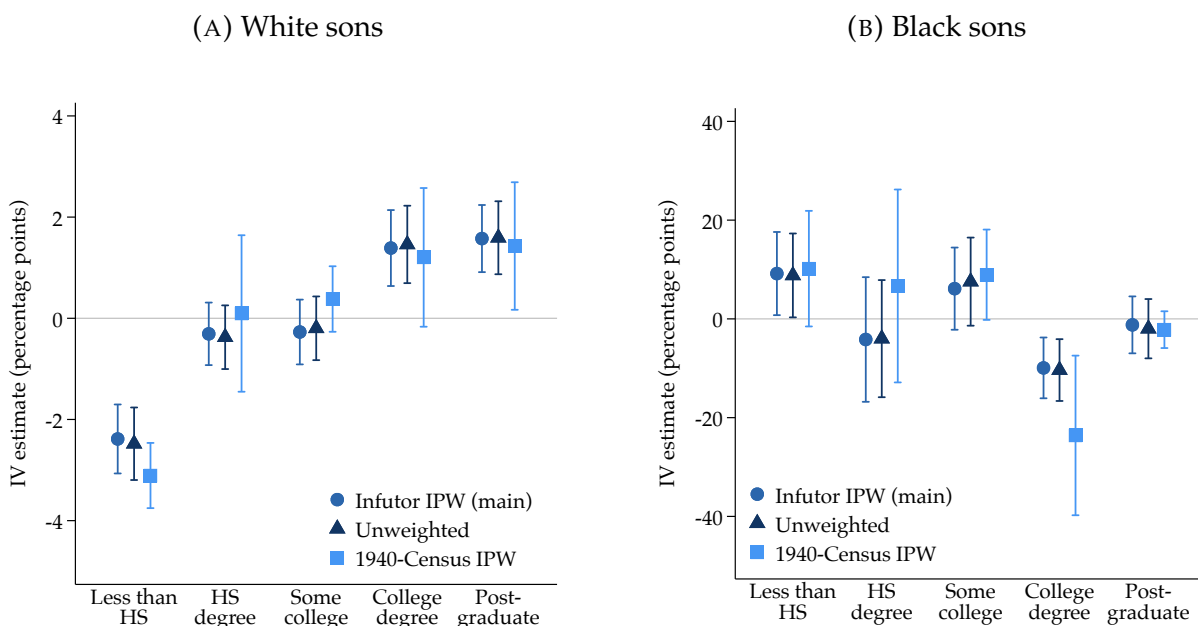 (A) White sons
IV estimate (percentage points)
4
2
0
-2
-4
Infutor IPW (main)
Unweighted
1940-Census IPW
Less than HS
HS degree
Some college
College degree
Post-graduate
(B) Black sons
IV estimate (percentage points)
40
20
0
-20
-40
Infutor IPW (main)
Unweighted
1940-Census IPW
Less than HS
HS degree
Some college
College degree
Post-graduate